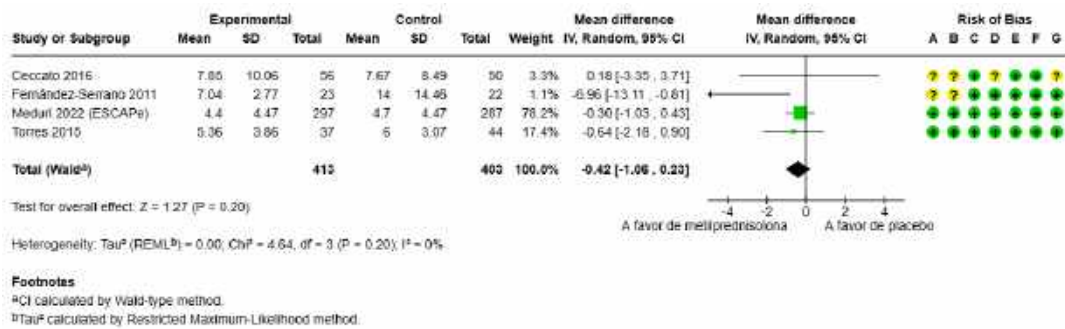 Experimental Control Mean difference Mean difference Risk of Bias
Study or Subgroup Mean SD Total Mean SD Total Weight IV, Random, 95% CI IV, Random, 95% CI A B C D E F G
Ceccato 2016 7.85 10.06 56 7.67 8.49 50 3.3% 0.18 [-3.35 , 3.71] ? ? + ? + + ?
Fernández-Serrano 2011 7.04 2.77 23 14 14.46 22 1.1% -6.96 [-13.11 , -0.81] ? ? + + + + +
Meduri 2022 (ESCAPe) 4.4 4.47 297 4.7 4.47 287 78.2% -0.30 [-1.03 , 0.43] + + + + + + +
Torres 2015 5.36 3.86 37 6 3.07 44 17.4% -0.64 [-2.18 , 0.90] + + + + + + +
Total (Waldᵃ) 413 403 100.0% -0.42 [-1.06 , 0.23]
Test for overall effect: Z = 1.27 (P = 0.20)
-4 -2 0 2 4
A favor de metilprednisolona A favor de placebo
Heterogeneity: Tau² (REMLᵇ) = 0.00; Chi² = 4.64, df = 3 (P = 0.20); I² = 0%
Footnotes
ᵃCI calculated by Wald-type method.
ᵇTau² calculated by Restricted Maximum-Likelihood method.